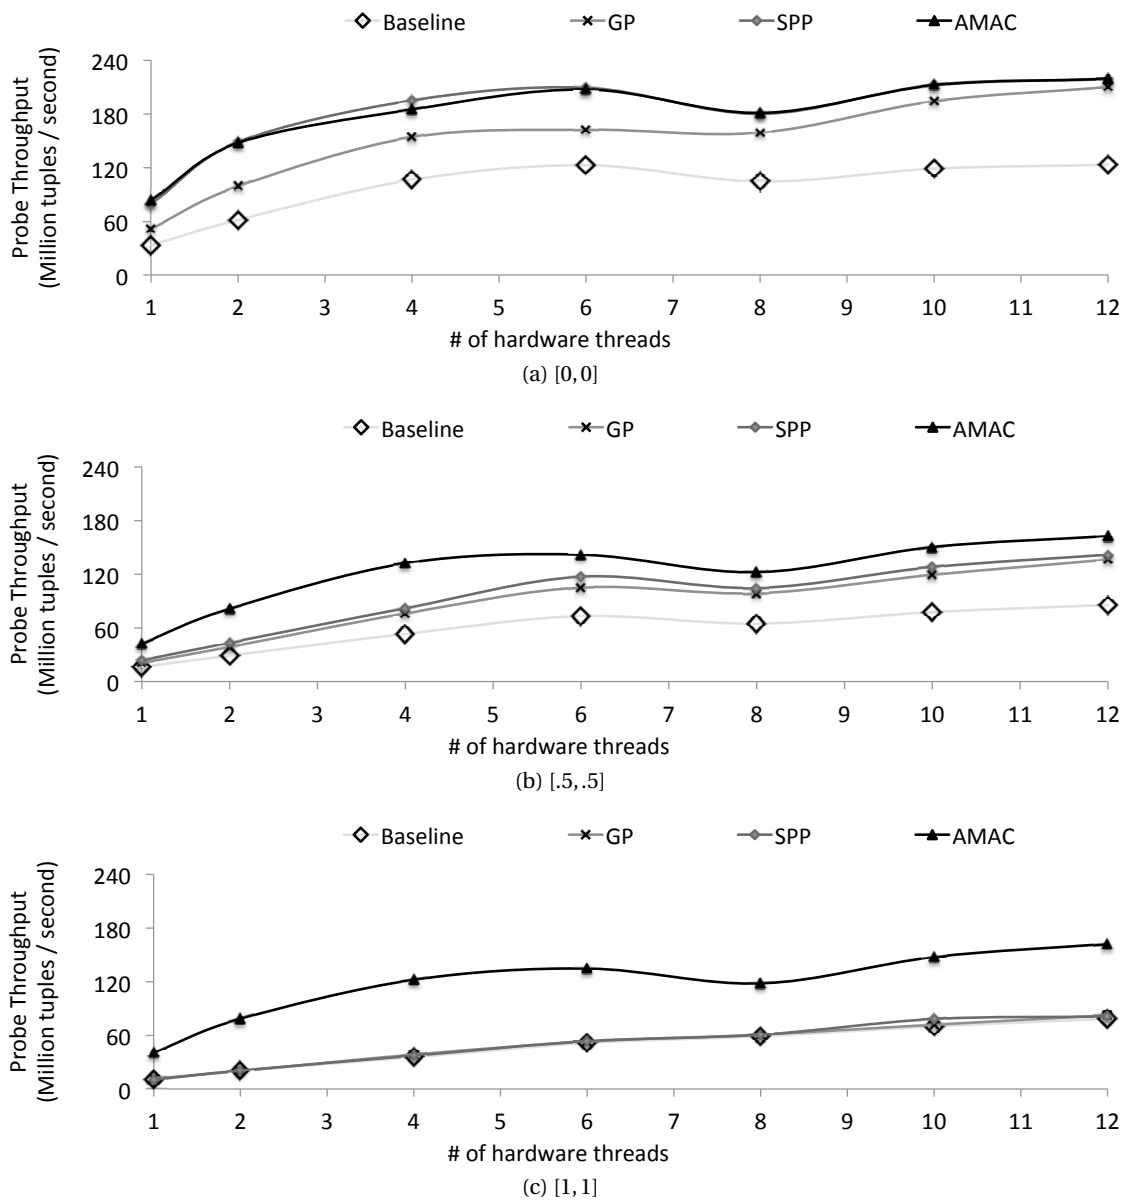 Baseline GP SPP AMAC
Probe Throughput
(Million tuples / second)
240
180
120
60
0
1 2 3 4 5 6 7 8 9 10 11 12
# of hardware threads
(a) [0,0]
Baseline GP SPP AMAC
Probe Throughput
(Million tuples / second)
240
180
120
60
0
1 2 3 4 5 6 7 8 9 10 11 12
# of hardware threads
(b) [.5,.5]
Baseline GP SPP AMAC
Probe Throughput
(Million tuples / second)
240
180
120
60
0
1 2 3 4 5 6 7 8 9 10 11 12
# of hardware threads
(c) [1,1]